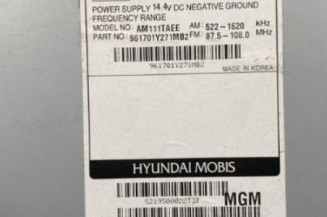 POWER SUPPLY 14.4V DC NEGATIVE GROUND
FREQUENCY RANGE
MODEL NO: AM111TAEE AM: 522-1620 KHz
PART NO: 961701Y271MB2 FM: 87.5-108.0 MHz
961701Y271MB2
MADE IN KOREA
HYUNDAI MOBIS
MGM